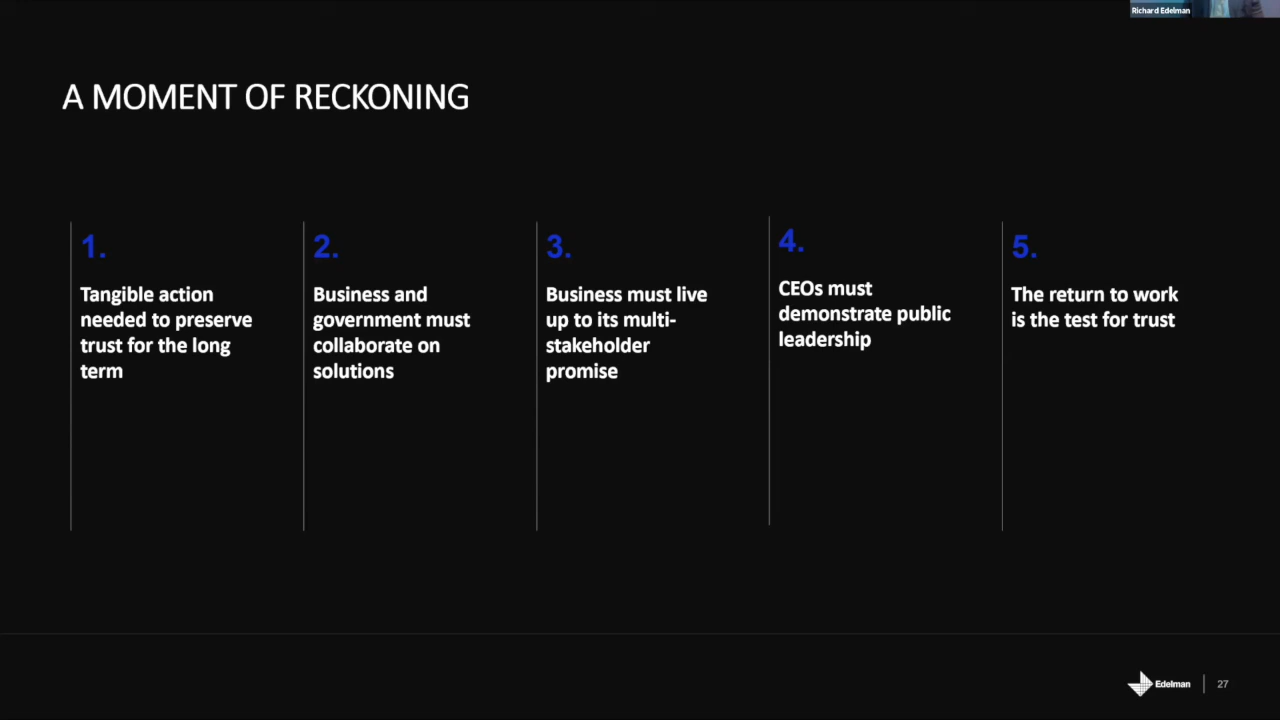 Richard Edelman
A MOMENT OF RECKONING
1.
Tangible action
needed to preserve
trust for the long
term
2.
Business and
government must
collaborate on
solutions
3.
Business must live
up to its multi-
stakeholder
promise
4.
CEOs must
demonstrate public
leadership
5.
The return to work
is the test for trust
Edelman
27